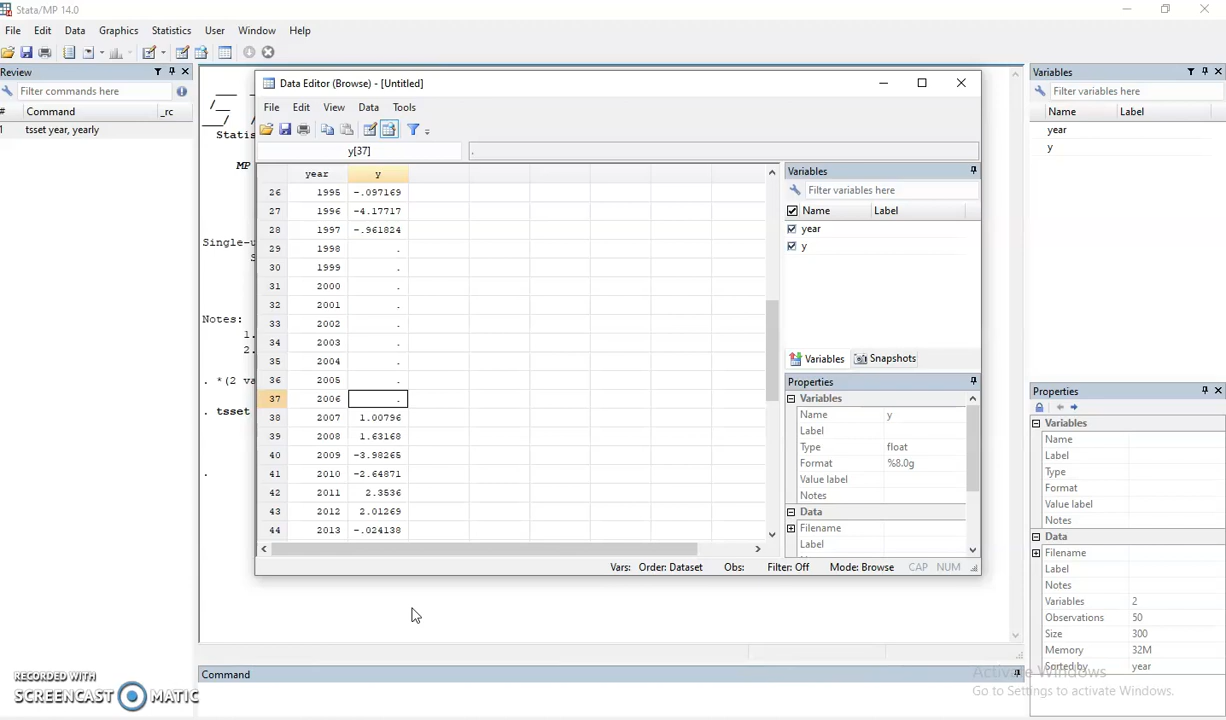 Stata/MP 14.0
File Edit Data Graphics Statistics User Window Help
Review
Filter commands here
# Command _rc
1 tsset year, yearly
Statis
MP
Single-u
S
Notes:
1.
2.
. *(2 va
. tsset
.
Command
Data Editor (Browse) - [Untitled]
File Edit View Data Tools
y[37] .
year y
26 1995 -.097169
27 1996 -4.17717
28 1997 -.961824
29 1998 .
30 1999 .
31 2000 .
32 2001 .
33 2002 .
34 2003 .
35 2004 .
36 2005 .
37 2006 .
38 2007 1.00796
39 2008 1.63168
40 2009 -3.98265
41 2010 -2.64871
42 2011 2.3536
43 2012 2.01269
44 2013 -.024138
Variables
Filter variables here
Name Label
year
y
Variables Snapshots
Properties
Variables
Name y
Label
Type float
Format %8.0g
Value label
Notes
Data
Filename
Label
Vars: Order: Dataset Obs: Filter: Off Mode: Browse CAP NUM
Variables
Filter variables here
Name Label
year
y
Properties
Variables
Name
Label
Type
Format
Value label
Notes
Data
Filename
Label
Notes
Variables 2
Observations 50
Size 300
Memory 32M
Sorted by year
Activate Windows
Go to Settings to activate Windows.
RECORDED WITH
SCREENCAST MATIC